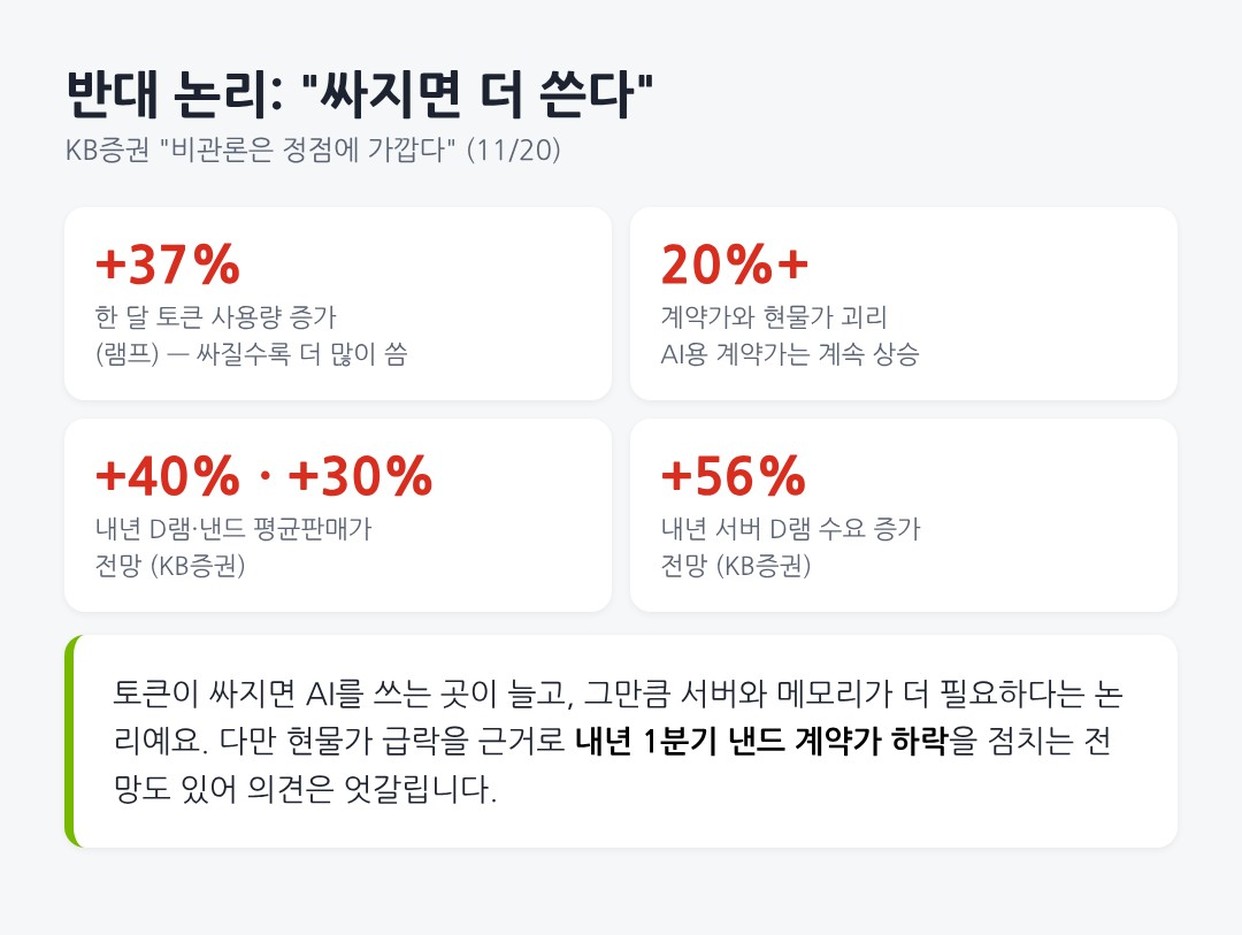 반대 논리: "싸지면 더 쓴다"
KB증권 "비관론은 정점에 가깝다" (11/20)
+37%
한 달 토큰 사용량 증가
(램프) — 싸질수록 더 많이 씀
20%+
계약가와 현물가 괴리
AI용 계약가는 계속 상승
+40% · +30%
내년 D램·낸드 평균판매가
전망 (KB증권)
+56%
내년 서버 D램 수요 증가
전망 (KB증권)
토큰이 싸지면 AI를 쓰는 곳이 늘고, 그만큼 서버와 메모리가 더 필요하다는 논
리예요. 다만 현물가 급락을 근거로 내년 1분기 낸드 계약가 하락을 점치는 전
망도 있어 의견은 엇갈립니다.